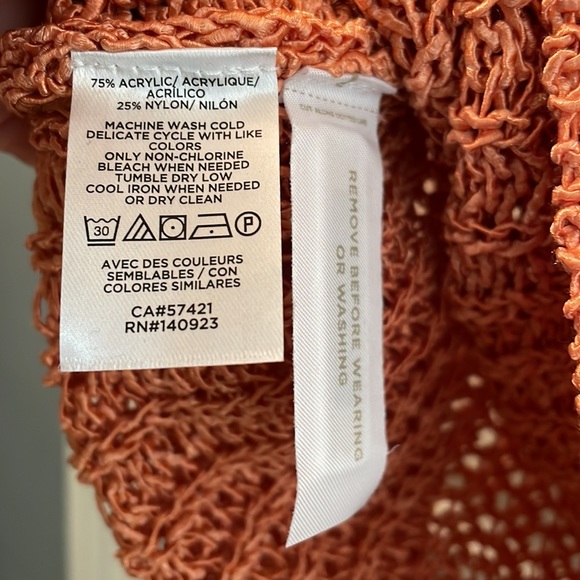 75% ACRYLIC/ ACRYLIQUE/
ACRÍLICO
25% NYLON/ NILÓN
MACHINE WASH COLD
DELICATE CYCLE WITH LIKE
COLORS
ONLY NON-CHLORINE
BLEACH WHEN NEEDED
TUMBLE DRY LOW
COOL IRON WHEN NEEDED
OR DRY CLEAN
30 P
AVEC DES COULEURS
SEMBLABLES / CON
COLORES SIMILARES
CA#57421
RN#140923
REMOVE BEFORE WEARING
OR WASHING